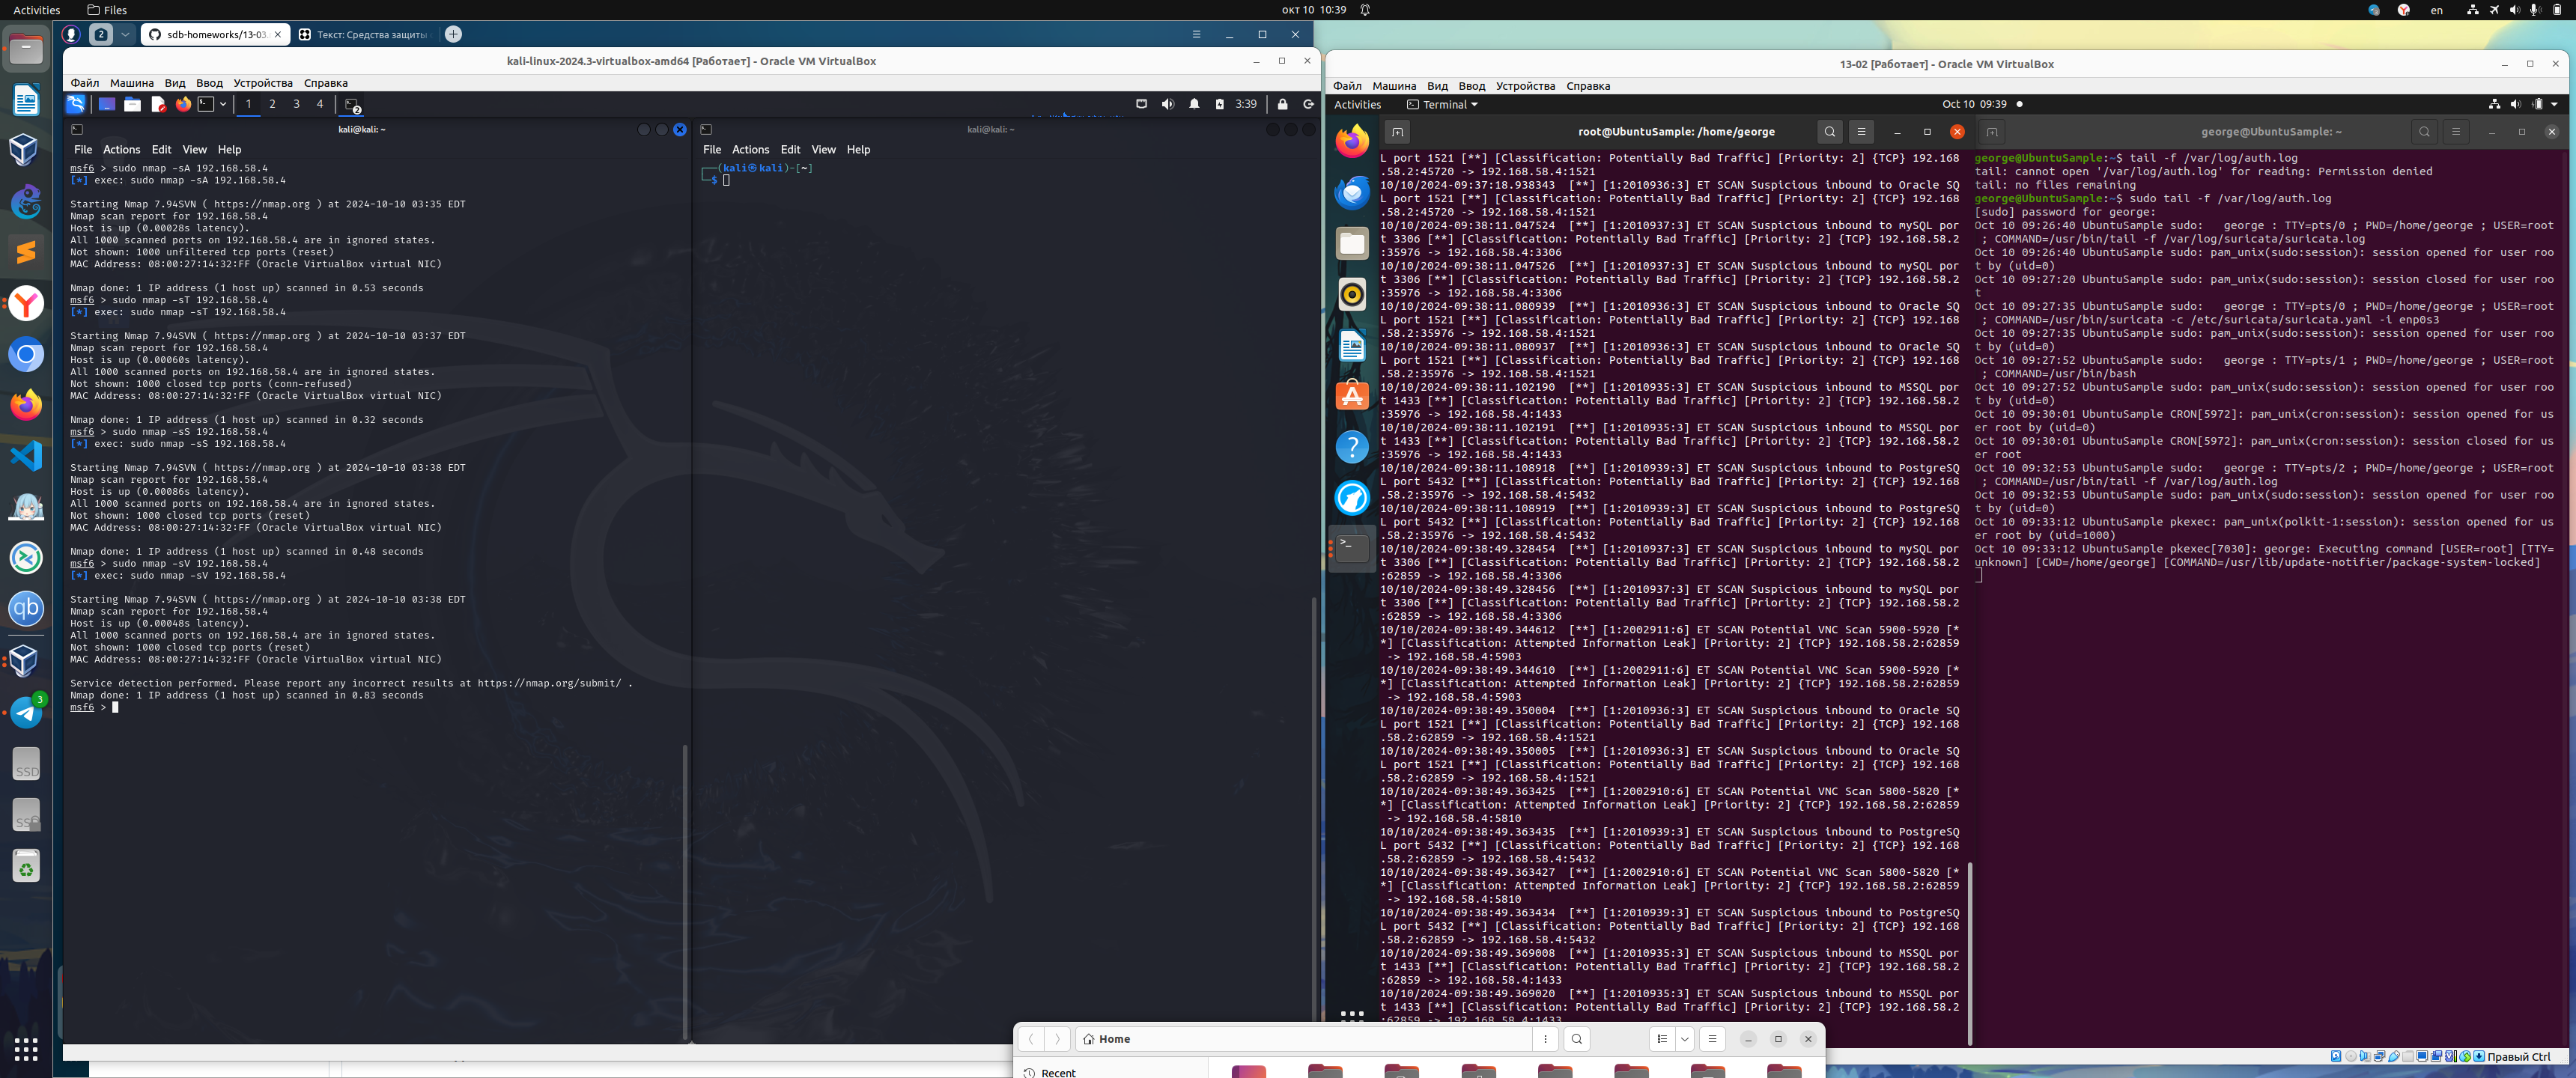 Activities Files окт 10 10:39 en
2 sdb-homeworks/13-03. Текст: Средства защиты
kali-linux-2024.3-virtualbox-amd64 [Работает] - Oracle VM VirtualBox
Файл Машина Вид Ввод Устройства Справка
1 2 3 4 2 3:39
kali@kali: ~
File Actions Edit View Help
msf6 > sudo nmap -sA 192.168.58.4
[*] exec: sudo nmap -sA 192.168.58.4
Starting Nmap 7.94SVN ( https://nmap.org ) at 2024-10-10 03:35 EDT
Nmap scan report for 192.168.58.4
Host is up (0.00028s latency).
All 1000 scanned ports on 192.168.58.4 are in ignored states.
Not shown: 1000 unfiltered tcp ports (reset)
MAC Address: 08:00:27:14:32:FF (Oracle VirtualBox virtual NIC)
Nmap done: 1 IP address (1 host up) scanned in 0.53 seconds
msf6 > sudo nmap -sT 192.168.58.4
[*] exec: sudo nmap -sT 192.168.58.4
Starting Nmap 7.94SVN ( https://nmap.org ) at 2024-10-10 03:37 EDT
Nmap scan report for 192.168.58.4
Host is up (0.00060s latency).
All 1000 scanned ports on 192.168.58.4 are in ignored states.
Not shown: 1000 closed tcp ports (conn-refused)
MAC Address: 08:00:27:14:32:FF (Oracle VirtualBox virtual NIC)
Nmap done: 1 IP address (1 host up) scanned in 0.32 seconds
msf6 > sudo nmap -sS 192.168.58.4
[*] exec: sudo nmap -sS 192.168.58.4
Starting Nmap 7.94SVN ( https://nmap.org ) at 2024-10-10 03:38 EDT
Nmap scan report for 192.168.58.4
Host is up (0.00086s latency).
All 1000 scanned ports on 192.168.58.4 are in ignored states.
Not shown: 1000 closed tcp ports (reset)
MAC Address: 08:00:27:14:32:FF (Oracle VirtualBox virtual NIC)
Nmap done: 1 IP address (1 host up) scanned in 0.48 seconds
msf6 > sudo nmap -sV 192.168.58.4
[*] exec: sudo nmap -sV 192.168.58.4
Starting Nmap 7.94SVN ( https://nmap.org ) at 2024-10-10 03:38 EDT
Nmap scan report for 192.168.58.4
Host is up (0.00048s latency).
All 1000 scanned ports on 192.168.58.4 are in ignored states.
Not shown: 1000 closed tcp ports (reset)
MAC Address: 08:00:27:14:32:FF (Oracle VirtualBox virtual NIC)
Service detection performed. Please report any incorrect results at https://nmap.org/submit/ .
Nmap done: 1 IP address (1 host up) scanned in 0.83 seconds
msf6 >
kali@kali: ~
File Actions Edit View Help
(kali㉿kali)-[~]
$
13-02 [Работает] - Oracle VM VirtualBox
Файл Машина Вид Ввод Устройства Справка
Activities Terminal Oct 10 09:39
root@UbuntuSample: /home/george
L port 1521 [**] [Classification: Potentially Bad Traffic] [Priority: 2] {TCP} 192.168
.58.2:45720 -> 192.168.58.4:1521
10/10/2024-09:37:18.938343 [**] [1:2010936:3] ET SCAN Suspicious inbound to Oracle SQ
L port 1521 [**] [Classification: Potentially Bad Traffic] [Priority: 2] {TCP} 192.168
.58.2:45720 -> 192.168.58.4:1521
10/10/2024-09:38:11.047524 [**] [1:2010937:3] ET SCAN Suspicious inbound to mySQL por
t 3306 [**] [Classification: Potentially Bad Traffic] [Priority: 2] {TCP} 192.168.58.2
:35976 -> 192.168.58.4:3306
10/10/2024-09:38:11.047526 [**] [1:2010937:3] ET SCAN Suspicious inbound to mySQL por
t 3306 [**] [Classification: Potentially Bad Traffic] [Priority: 2] {TCP} 192.168.58.2
:35976 -> 192.168.58.4:3306
10/10/2024-09:38:11.080939 [**] [1:2010936:3] ET SCAN Suspicious inbound to Oracle SQ
L port 1521 [**] [Classification: Potentially Bad Traffic] [Priority: 2] {TCP} 192.168
.58.2:35976 -> 192.168.58.4:1521
10/10/2024-09:38:11.080937 [**] [1:2010936:3] ET SCAN Suspicious inbound to Oracle SQ
L port 1521 [**] [Classification: Potentially Bad Traffic] [Priority: 2] {TCP} 192.168
.58.2:35976 -> 192.168.58.4:1521
10/10/2024-09:38:11.102190 [**] [1:2010935:3] ET SCAN Suspicious inbound to MSSQL por
t 1433 [**] [Classification: Potentially Bad Traffic] [Priority: 2] {TCP} 192.168.58.2
:35976 -> 192.168.58.4:1433
10/10/2024-09:38:11.102191 [**] [1:2010935:3] ET SCAN Suspicious inbound to MSSQL por
t 1433 [**] [Classification: Potentially Bad Traffic] [Priority: 2] {TCP} 192.168.58.2
:35976 -> 192.168.58.4:1433
10/10/2024-09:38:11.108918 [**] [1:2010939:3] ET SCAN Suspicious inbound to PostgreSQ
L port 5432 [**] [Classification: Potentially Bad Traffic] [Priority: 2] {TCP} 192.168
.58.2:35976 -> 192.168.58.4:5432
10/10/2024-09:38:11.108919 [**] [1:2010939:3] ET SCAN Suspicious inbound to PostgreSQ
L port 5432 [**] [Classification: Potentially Bad Traffic] [Priority: 2] {TCP} 192.168
.58.2:35976 -> 192.168.58.4:5432
10/10/2024-09:38:49.328454 [**] [1:2010937:3] ET SCAN Suspicious inbound to mySQL por
t 3306 [**] [Classification: Potentially Bad Traffic] [Priority: 2] {TCP} 192.168.58.2
:62859 -> 192.168.58.4:3306
10/10/2024-09:38:49.328456 [**] [1:2010937:3] ET SCAN Suspicious inbound to mySQL por
t 3306 [**] [Classification: Potentially Bad Traffic] [Priority: 2] {TCP} 192.168.58.2
:62859 -> 192.168.58.4:3306
10/10/2024-09:38:49.344612 [**] [1:2002911:6] ET SCAN Potential VNC Scan 5900-5920 [*
*] [Classification: Attempted Information Leak] [Priority: 2] {TCP} 192.168.58.2:62859
-> 192.168.58.4:5903
10/10/2024-09:38:49.344610 [**] [1:2002911:6] ET SCAN Potential VNC Scan 5900-5920 [*
*] [Classification: Attempted Information Leak] [Priority: 2] {TCP} 192.168.58.2:62859
-> 192.168.58.4:5903
10/10/2024-09:38:49.350004 [**] [1:2010936:3] ET SCAN Suspicious inbound to Oracle SQ
L port 1521 [**] [Classification: Potentially Bad Traffic] [Priority: 2] {TCP} 192.168
.58.2:62859 -> 192.168.58.4:1521
10/10/2024-09:38:49.350005 [**] [1:2010936:3] ET SCAN Suspicious inbound to Oracle SQ
L port 1521 [**] [Classification: Potentially Bad Traffic] [Priority: 2] {TCP} 192.168
.58.2:62859 -> 192.168.58.4:1521
10/10/2024-09:38:49.363425 [**] [1:2002910:6] ET SCAN Potential VNC Scan 5800-5820 [*
*] [Classification: Attempted Information Leak] [Priority: 2] {TCP} 192.168.58.2:62859
-> 192.168.58.4:5810
10/10/2024-09:38:49.363435 [**] [1:2010939:3] ET SCAN Suspicious inbound to PostgreSQ
L port 5432 [**] [Classification: Potentially Bad Traffic] [Priority: 2] {TCP} 192.168
.58.2:62859 -> 192.168.58.4:5432
10/10/2024-09:38:49.363427 [**] [1:2002910:6] ET SCAN Potential VNC Scan 5800-5820 [*
*] [Classification: Attempted Information Leak] [Priority: 2] {TCP} 192.168.58.2:62859
-> 192.168.58.4:5810
10/10/2024-09:38:49.363434 [**] [1:2010939:3] ET SCAN Suspicious inbound to PostgreSQ
L port 5432 [**] [Classification: Potentially Bad Traffic] [Priority: 2] {TCP} 192.168
.58.2:62859 -> 192.168.58.4:5432
10/10/2024-09:38:49.369008 [**] [1:2010935:3] ET SCAN Suspicious inbound to MSSQL por
t 1433 [**] [Classification: Potentially Bad Traffic] [Priority: 2] {TCP} 192.168.58.2
:62859 -> 192.168.58.4:1433
10/10/2024-09:38:49.369020 [**] [1:2010935:3] ET SCAN Suspicious inbound to MSSQL por
t 1433 [**] [Classification: Potentially Bad Traffic] [Priority: 2] {TCP} 192.168.58.2
:62859 -> 192.168.58.4:1433
george@UbuntuSample: ~
george@UbuntuSample:~$ tail -f /var/log/auth.log
tail: cannot open '/var/log/auth.log' for reading: Permission denied
tail: no files remaining
george@UbuntuSample:~$ sudo tail -f /var/log/auth.log
[sudo] password for george:
Oct 10 09:26:40 UbuntuSample sudo: george : TTY=pts/0 ; PWD=/home/george ; USER=root
; COMMAND=/usr/bin/tail -f /var/log/suricata/suricata.log
Oct 10 09:26:40 UbuntuSample sudo: pam_unix(sudo:session): session opened for user roo
t by (uid=0)
Oct 10 09:27:20 UbuntuSample sudo: pam_unix(sudo:session): session closed for user roo
t
Oct 10 09:27:35 UbuntuSample sudo: george : TTY=pts/0 ; PWD=/home/george ; USER=root
; COMMAND=/usr/bin/suricata -c /etc/suricata/suricata.yaml -i enp0s3
Oct 10 09:27:35 UbuntuSample sudo: pam_unix(sudo:session): session opened for user roo
t by (uid=0)
Oct 10 09:27:52 UbuntuSample sudo: george : TTY=pts/1 ; PWD=/home/george ; USER=root
; COMMAND=/usr/bin/bash
Oct 10 09:27:52 UbuntuSample sudo: pam_unix(sudo:session): session opened for user roo
t by (uid=0)
Oct 10 09:30:01 UbuntuSample CRON[5972]: pam_unix(cron:session): session opened for us
er root by (uid=0)
Oct 10 09:30:01 UbuntuSample CRON[5972]: pam_unix(cron:session): session closed for us
er root
Oct 10 09:32:53 UbuntuSample sudo: george : TTY=pts/2 ; PWD=/home/george ; USER=root
; COMMAND=/usr/bin/tail -f /var/log/auth.log
Oct 10 09:32:53 UbuntuSample sudo: pam_unix(sudo:session): session opened for user roo
t by (uid=0)
Oct 10 09:33:12 UbuntuSample pkexec: pam_unix(polkit-1:session): session opened for us
er root by (uid=1000)
Oct 10 09:33:12 UbuntuSample pkexec[7030]: george: Executing command [USER=root] [TTY=
unknown] [CWD=/home/george] [COMMAND=/usr/lib/update-notifier/package-system-locked]
Правый Ctrl
Home
Recent
3
SSD